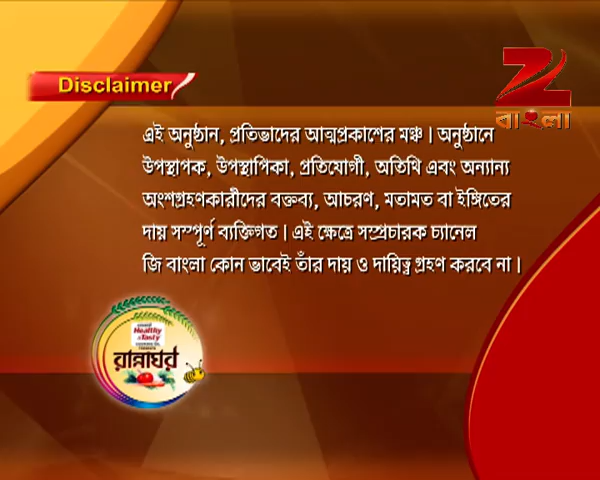 Disclaimer
Z
বাংলা
এই অনুষ্ঠান, প্রতিভাদের আত্মপ্রকাশের মঞ্চ। অনুষ্ঠানে
উপস্থাপক, উপস্থাপিকা, প্রতিযোগী, অতিথি এবং অন্যান্য
অংশগ্রহণকারীদের বক্তব্য, আচরণ, মতামত বা ইঙ্গিতের
দায় সম্পূর্ণ ব্যক্তিগত। এই ক্ষেত্রে সম্প্রচারক চ্যানেল
জি বাংলা কোন ভাবেই তাঁর দায় ও দায়িত্ব গ্রহণ করবে না।
Healthy
& Tasty
রান্নাঘর